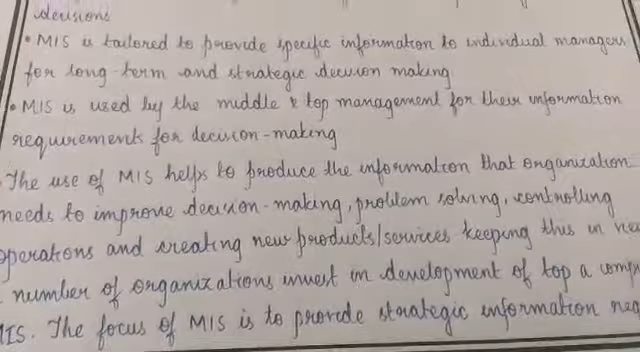 decisions
• MIS is tailored to provide specific information to individual managers
for long-term and strategic decision making
• MIS is used by the middle & top management for their information
requirements for decision-making
The use of MIS helps to produce the information that organization
needs to improve decision-making, problem solving, controlling
operations and creating new products/services keeping this in
number of organizations invest in development of top a
MIS. The focus of MIS is to provide strategic information